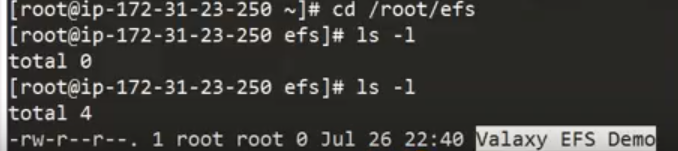 [root@ip-172-31-23-250 ~]# cd /root/efs
[root@ip-172-31-23-250 efs]# ls -l
total 0
[root@ip-172-31-23-250 efs]# ls -l
total 4
-rw-r--r--. 1 root root 0 Jul 26 22:40 Valaxy EFS Demo